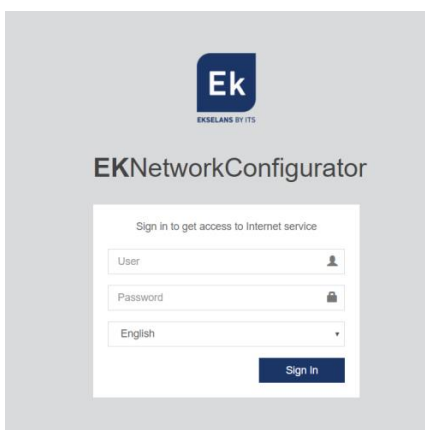 Ek
EKSELANS BY ITS
EKNetworkConfigurator
Sign in to get access to Internet service
User
Password
English
Sign In